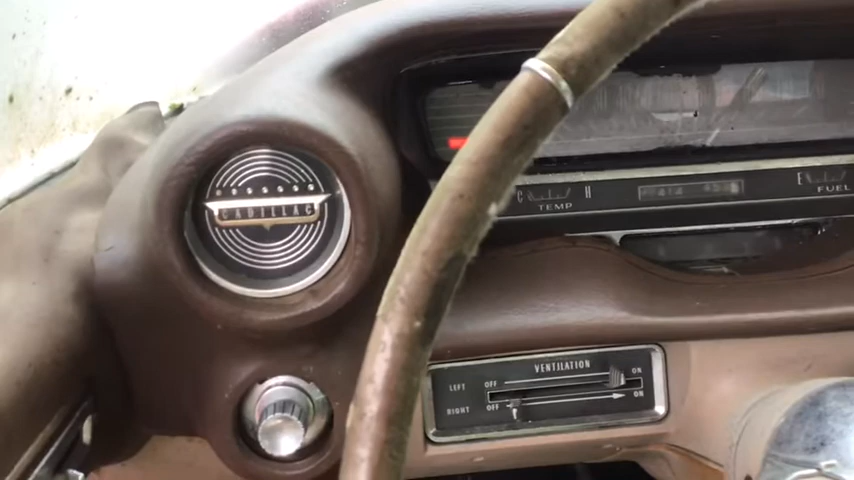 CADILLAC
C
TEMP
H
FUEL
VENTILATION
LEFT OFF ON
RIGHT OFF ON